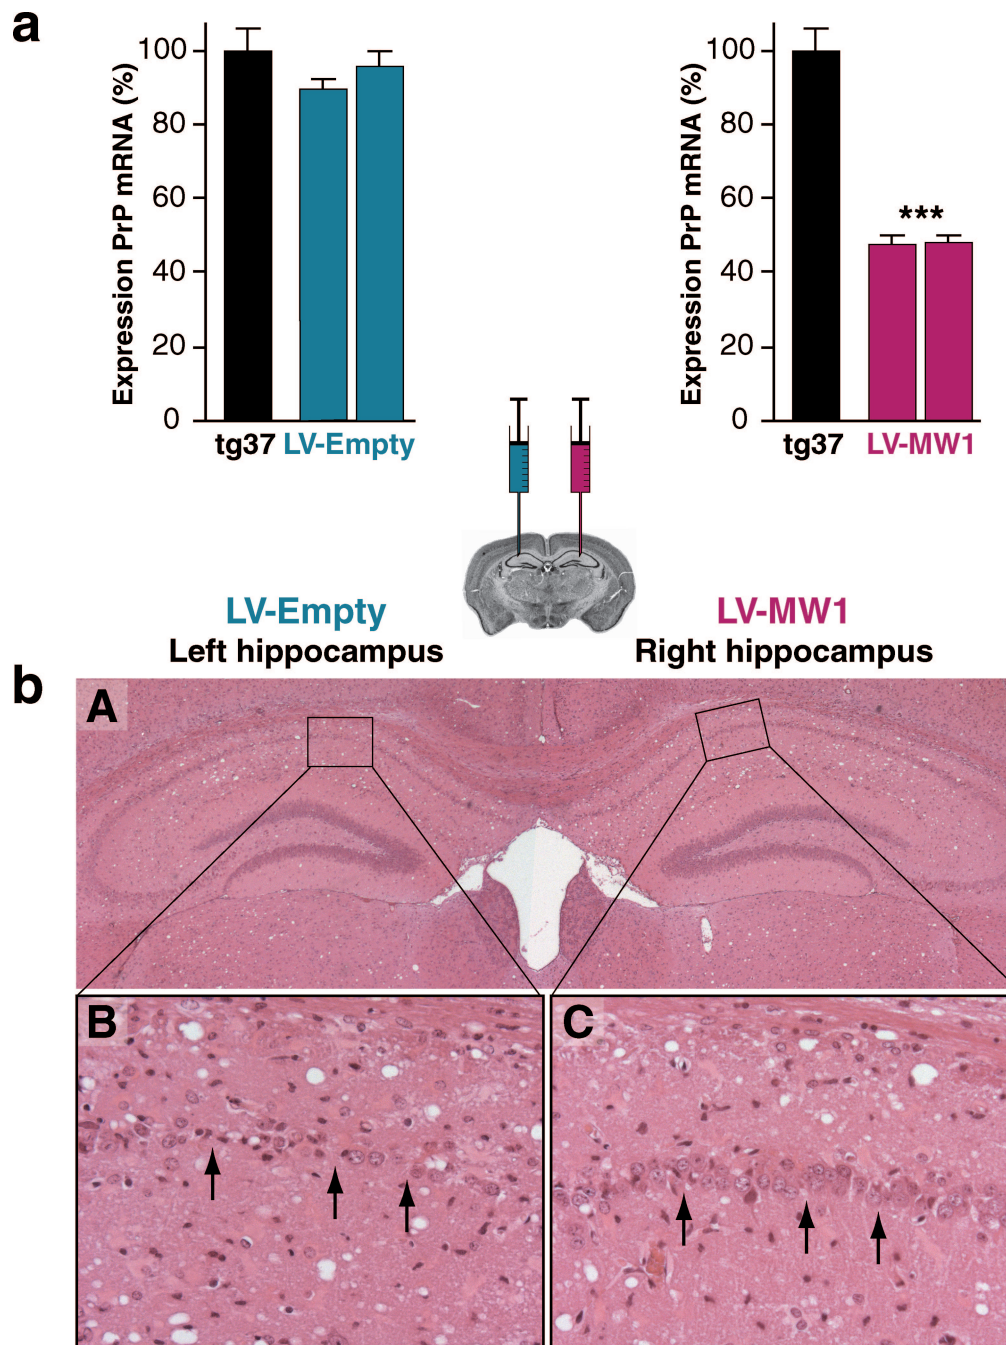 a
Expression PrP mRNA (%)
100
80
60
40
20
0
tg37 LV-Empty
Expression PrP mRNA (%)
100
80
60
40
20
0
***
tg37 LV-MW1
LV-Empty
Left hippocampus
LV-MW1
Right hippocampus
b
A
B
C